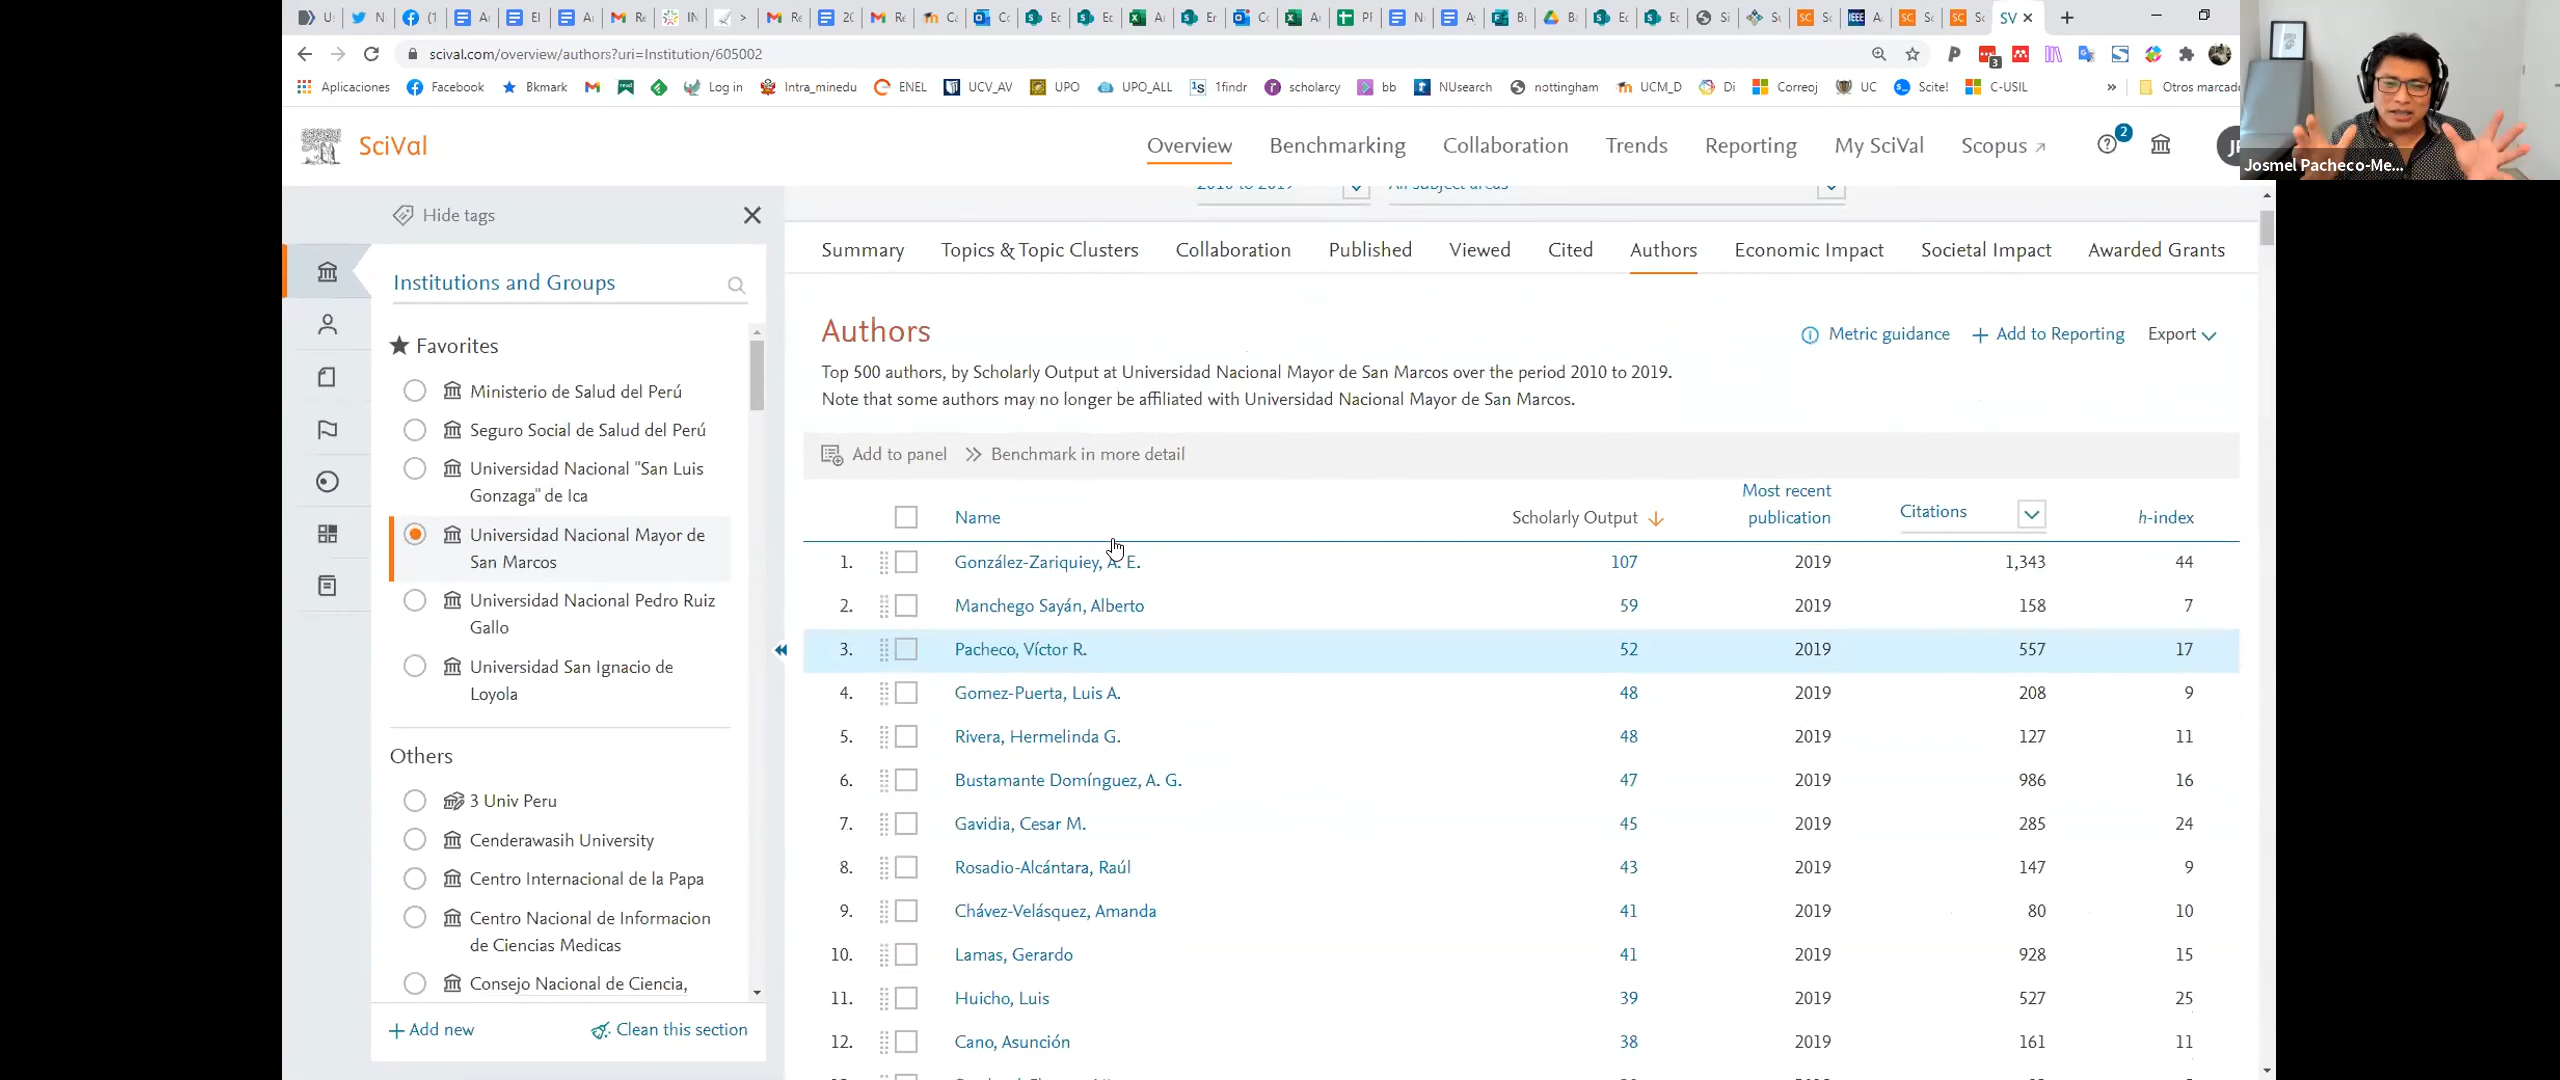 scival.com/overview/authors?uri=Institution/605002
Aplicaciones Facebook Bkmark Log in Intra_minedu ENEL UCV_AV UPO UPO_ALL 1findr scholarcy bb NUsearch nottingham UCM_D Di Correoj UC Scite! C-USIL » Otros marcado
SciVal
Overview Benchmarking Collaboration Trends Reporting My SciVal Scopus 2
Josmel Pacheco-Me...
2010 to 2019 All subject areas
Hide tags
Institutions and Groups
Favorites
Ministerio de Salud del Perú
Seguro Social de Salud del Perú
Universidad Nacional "San Luis
Gonzaga" de Ica
Universidad Nacional Mayor de
San Marcos
Universidad Nacional Pedro Ruiz
Gallo
Universidad San Ignacio de
Loyola
Others
3 Univ Peru
Cenderawasih University
Centro Internacional de la Papa
Centro Nacional de Informacion
de Ciencias Medicas
Consejo Nacional de Ciencia,
+ Add new Clean this section
Summary Topics & Topic Clusters Collaboration Published Viewed Cited Authors Economic Impact Societal Impact Awarded Grants
Authors
Metric guidance + Add to Reporting Export
Top 500 authors, by Scholarly Output at Universidad Nacional Mayor de San Marcos over the period 2010 to 2019.
Note that some authors may no longer be affiliated with Universidad Nacional Mayor de San Marcos.
Add to panel Benchmark in more detail
Name Scholarly Output Most recent publication Citations h-index
1. González-Zariquiey, A. E. 107 2019 1,343 44
2. Manchego Sayán, Alberto 59 2019 158 7
3. Pacheco, Víctor R. 52 2019 557 17
4. Gomez-Puerta, Luis A. 48 2019 208 9
5. Rivera, Hermelinda G. 48 2019 127 11
6. Bustamante Domínguez, A. G. 47 2019 986 16
7. Gavidia, Cesar M. 45 2019 285 24
8. Rosadio-Alcántara, Raúl 43 2019 147 9
9. Chávez-Velásquez, Amanda 41 2019 80 10
10. Lamas, Gerardo 41 2019 928 15
11. Huicho, Luis 39 2019 527 25
12. Cano, Asunción 38 2019 161 11